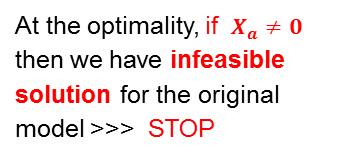 At the optimality, if Xₐ ≠ 0
then we have infeasible
solution for the original
model >>> STOP